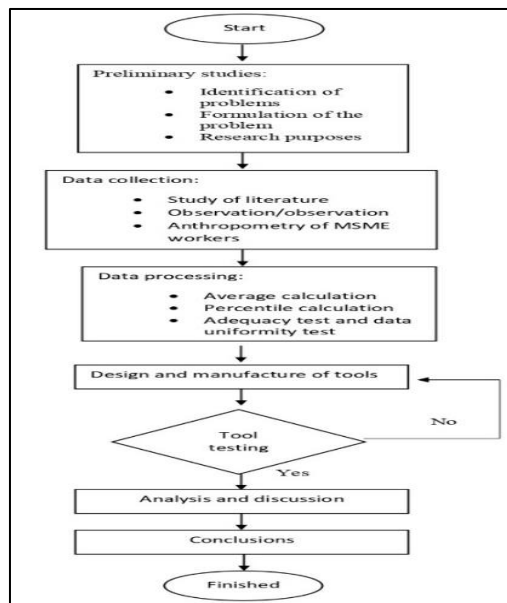 Start
Preliminary studies:
• Identification of
problems
• Formulation of the
problem
• Research purposes
Data collection:
• Study of literature
• Observation/observation
• Anthropometry of MSME
workers
Data processing:
• Average calculation
• Percentile calculation
• Adequacy test and data
uniformity test
Design and manufacture of tools
No
Tool
testing
Yes
Analysis and discussion
Conclusions
Finished